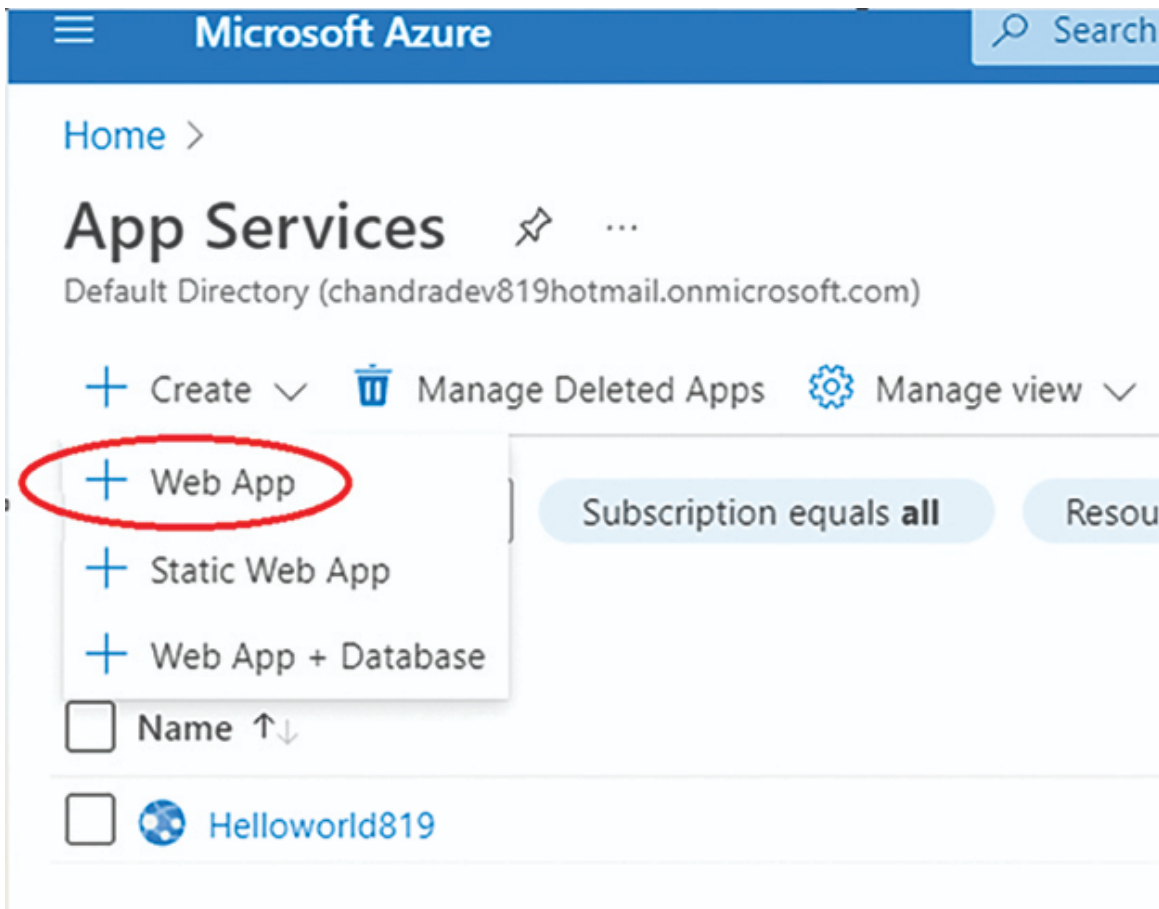 Microsoft Azure Search
Home >
App Services ...
Default Directory (chandradev819hotmail.onmicrosoft.com)
+ Create Manage Deleted Apps Manage view
+ Web App
Subscription equals all Resou
+ Static Web App
+ Web App + Database
Name ↑↓
Helloworld819